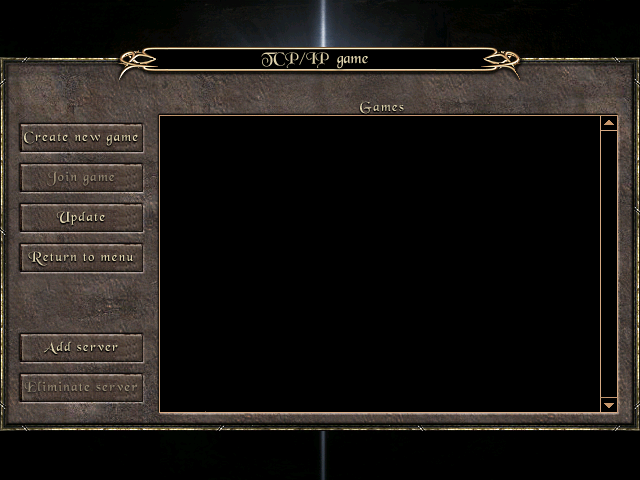 TCP/IP game
Games
Create new game
Join game
Update
Return to menu
Add server
Eliminate server